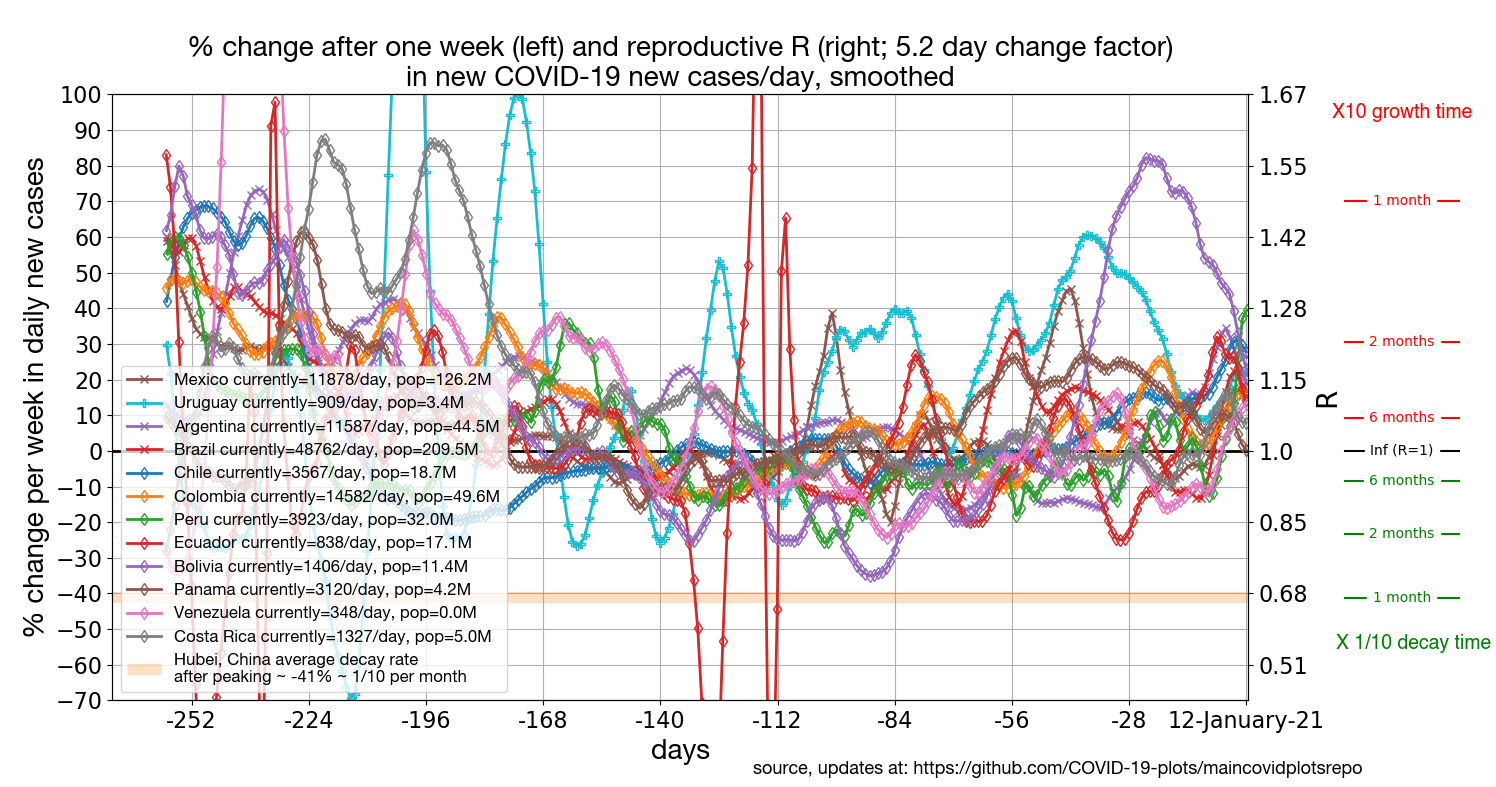 % change after one week (left) and reproductive R (right; 5.2 day change factor)
in new COVID-19 new cases/day, smoothed
% change per week in daily new cases
100
90
80
70
60
50
40
30
20
10
0
−10
−20
−30
−40
−50
−60
−70
Mexico currently=11878/day, pop=126.2M
Uruguay currently=909/day, pop=3.4M
Argentina currently=11587/day, pop=44.5M
Brazil currently=48762/day, pop=209.5M
Chile currently=3567/day, pop=18.7M
Colombia currently=14582/day, pop=49.6M
Peru currently=3923/day, pop=32.0M
Ecuador currently=838/day, pop=17.1M
Bolivia currently=1406/day, pop=11.4M
Panama currently=3120/day, pop=4.2M
Venezuela currently=348/day, pop=0.0M
Costa Rica currently=1327/day, pop=5.0M
Hubei, China average decay rate
after peaking ~ -41% ~ 1/10 per month
-252
-224
-196
-168
-140
-112
-84
-56
-28
12-January-21
days
1.67
1.55
1.42
1.28
1.15
1.0
0.85
0.68
0.51
R
X10 growth time
1 month
2 months
6 months
Inf (R=1)
6 months
2 months
1 month
X 1/10 decay time
source, updates at: https://github.com/COVID-19-plots/maincovidplotsrepo